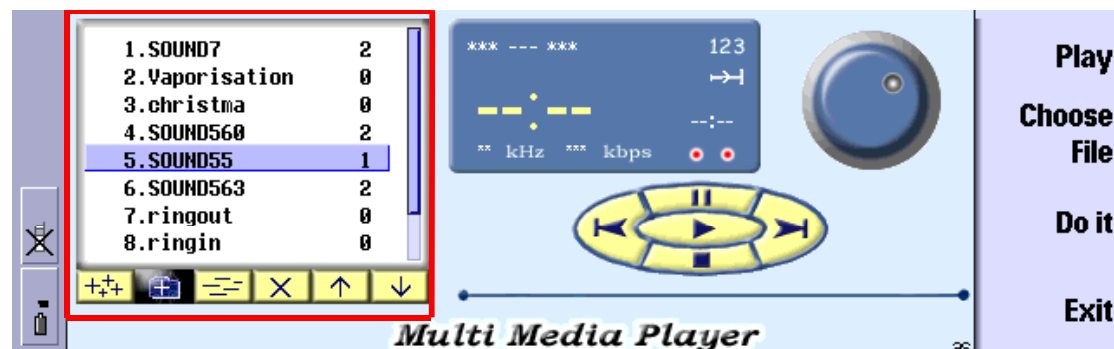 1.SOUND7 2
2.Vaporisation 0
3.christma 0
4.SOUND560 2
5.SOUND55 1
6.SOUND563 2
7.ringout 0
8.ringin 0
*** --- *** 123
--:-- --:--
** kHz *** kbps
Multi Media Player
Play
Choose
File
Do it
Exit